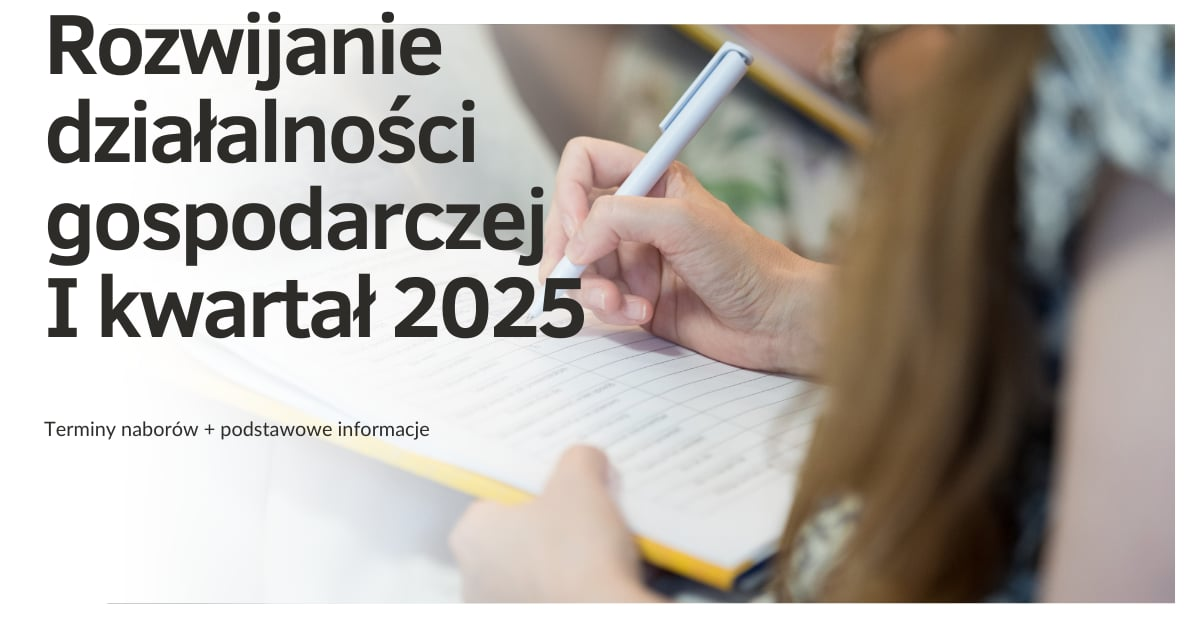 Rozwijanie
działalności
gospodarczej
I kwartał 2025
Terminy naborów + podstawowe informacje